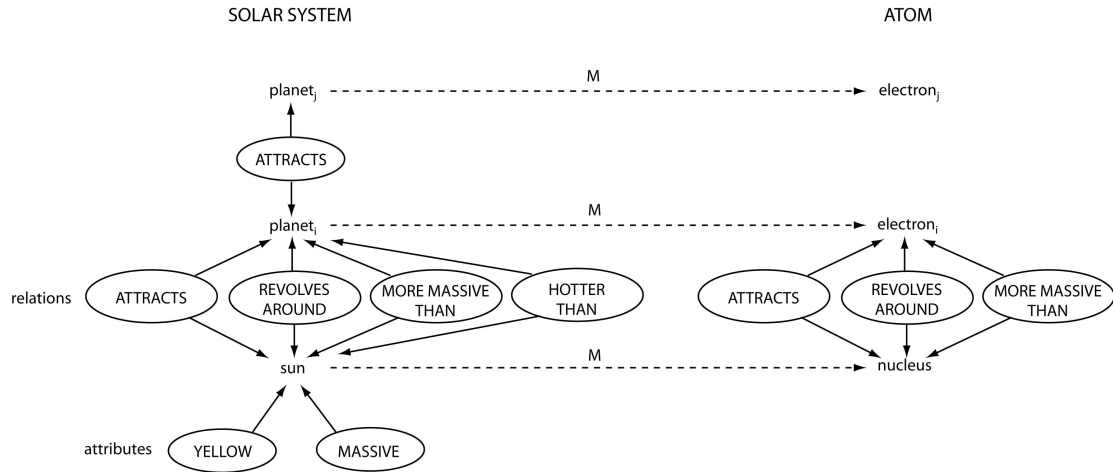 SOLAR SYSTEM ATOM
M
planetj electronj
ATTRACTS
M
planeti electroni
relations ATTRACTS REVOLVES AROUND MORE MASSIVE THAN HOTTER THAN ATTRACTS REVOLVES AROUND MORE MASSIVE THAN
M
sun nucleus
attributes YELLOW MASSIVE